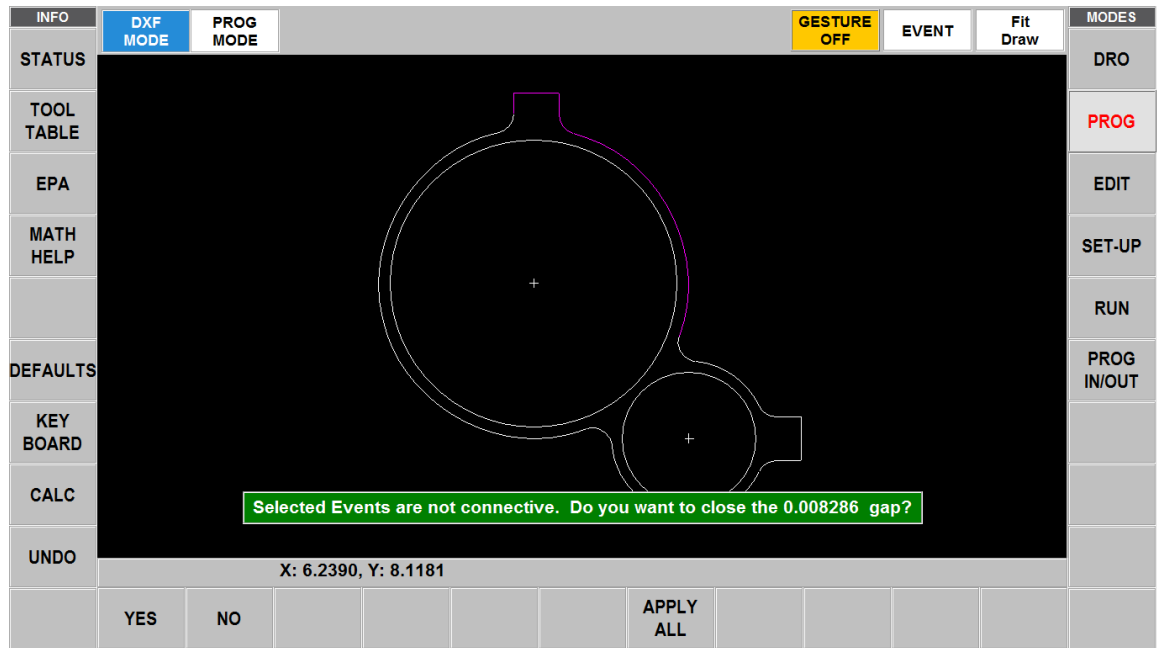 INFO
STATUS
TOOL
TABLE
EPA
MATH
HELP
DEFAULTS
KEY
BOARD
CALC
UNDO
DXF
MODE
PROG
MODE
GESTURE
OFF
EVENT
Fit
Draw
Selected Events are not connective. Do you want to close the 0.008286 gap?
X: 6.2390, Y: 8.1181
YES
NO
APPLY
ALL
MODES
DRO
PROG
EDIT
SET-UP
RUN
PROG
IN/OUT